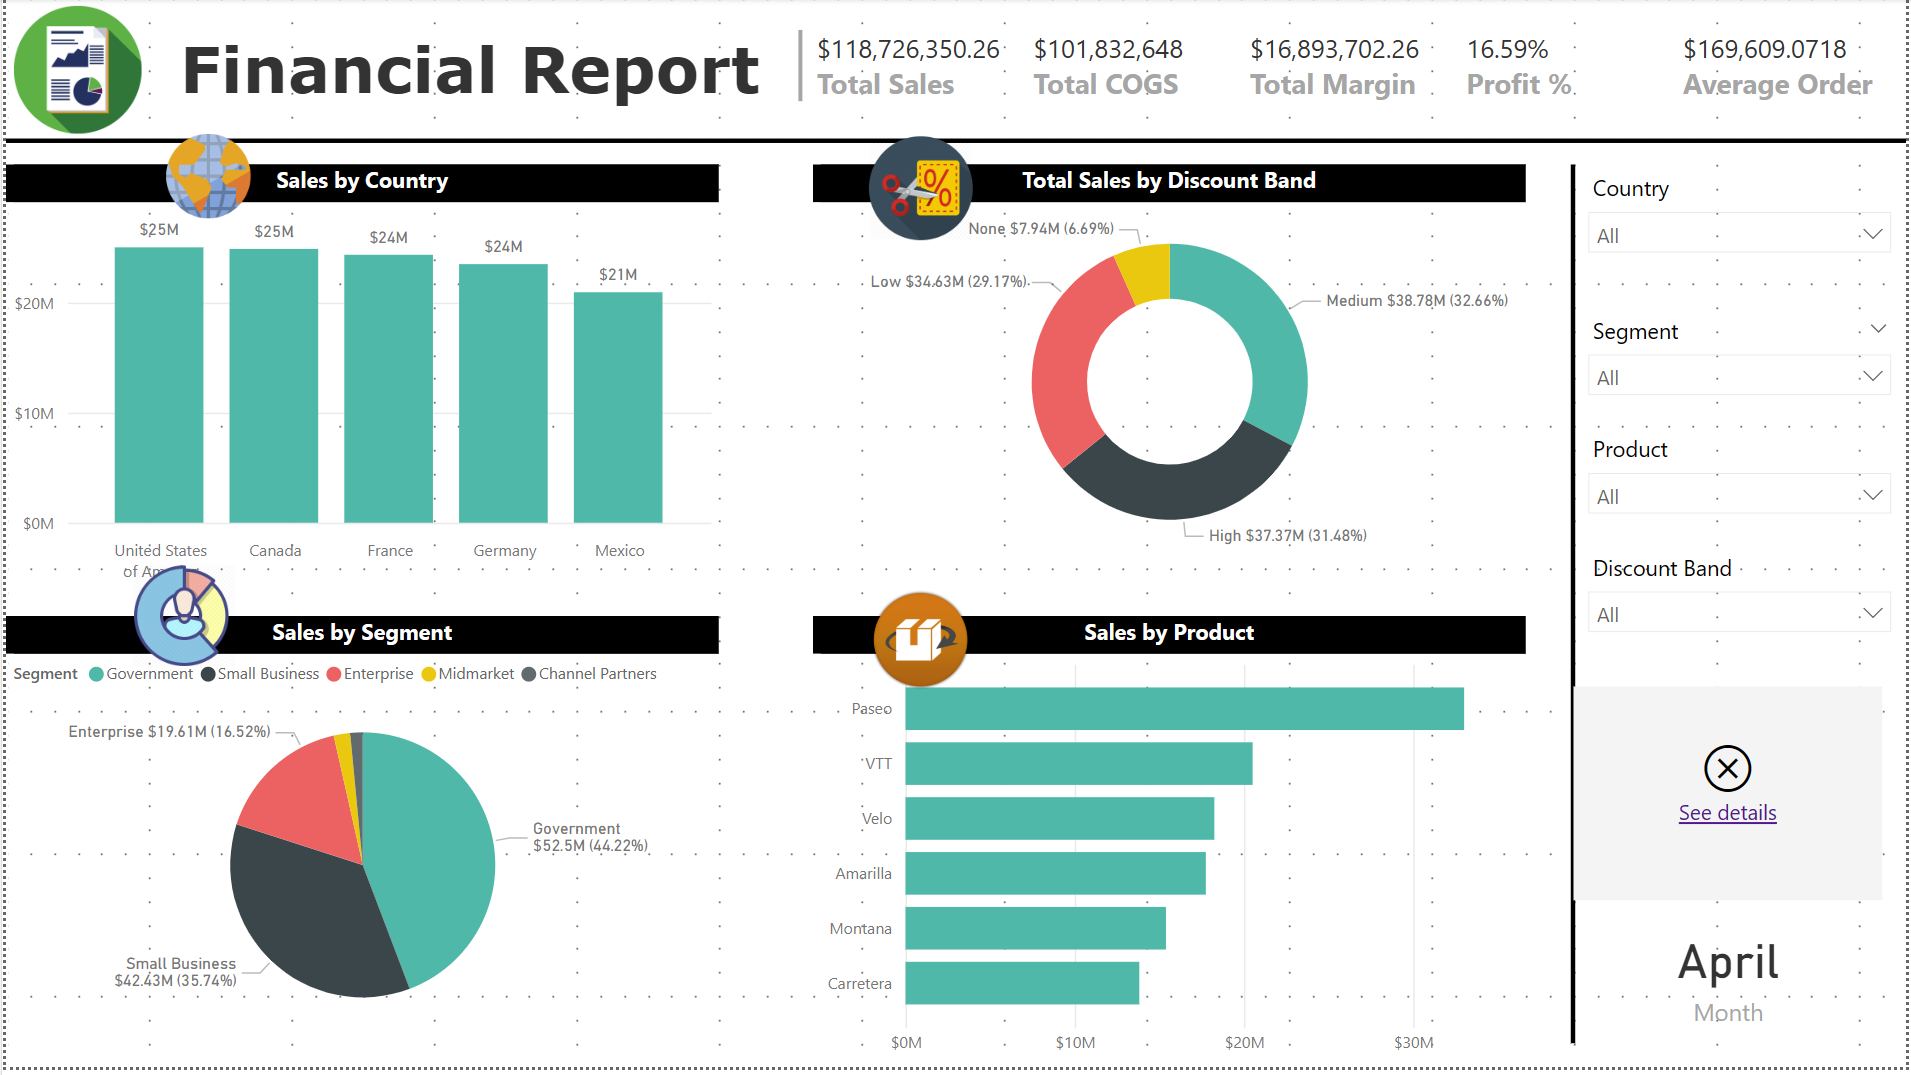 Financial Report
$118,726,350.26
Total Sales
$101,832,648
Total COGS
$16,893,702.26
Total Margin
16.59%
Profit %
$169,609.0718
Average Order
Sales by Country
$25M
$25M
$24M
$24M
$21M
$20M
$10M
$0M
United States
of
Canada
France
Germany
Mexico
Total Sales by Discount Band
%
None $7.94M (6.69%)
Low $34.63M (29.17%)
Medium $38.78M (32.66%)
High $37.37M (31.48%)
Sales by Segment
Segment Government Small Business Enterprise Midmarket Channel Partners
Enterprise $19.61M (16.52%)
Government
$52.5M (44.22%)
Small Business
$42.43M (35.74%)
Sales by Product
Paseo
VTT
Velo
Amarilla
Montana
Carretera
$0M
$10M
$20M
$30M
Country
All
Segment
All
Product
All
Discount Band
All
See details
April
Month